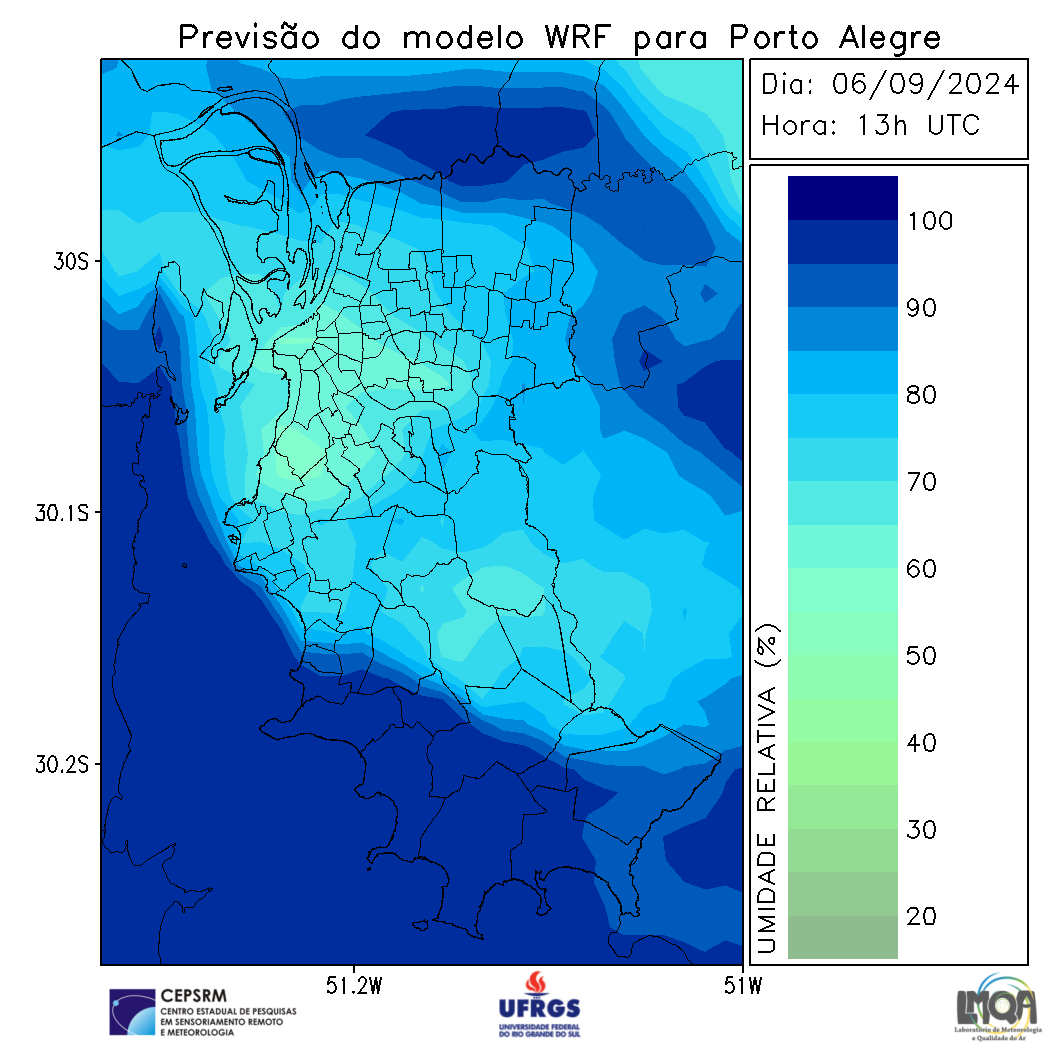 Previsão do modelo WRF para Porto Alegre
Dia: 06/09/2024
Hora: 13h UTC
30S
30.1S
30.2S
51.2W
51W
UMIDADE RELATIVA (%)
100
90
80
70
60
50
40
30
20
CEPSRM
CENTRO ESTADUAL DE PESQUISAS
EM SENSORIAMENTO REMOTO
E METEOROLOGIA
UFRGS
UNIVERSIDADE FEDERAL
DO RIO GRANDE DO SUL
LMQA
Laboratório de Meteorologia
e Qualidade do Ar